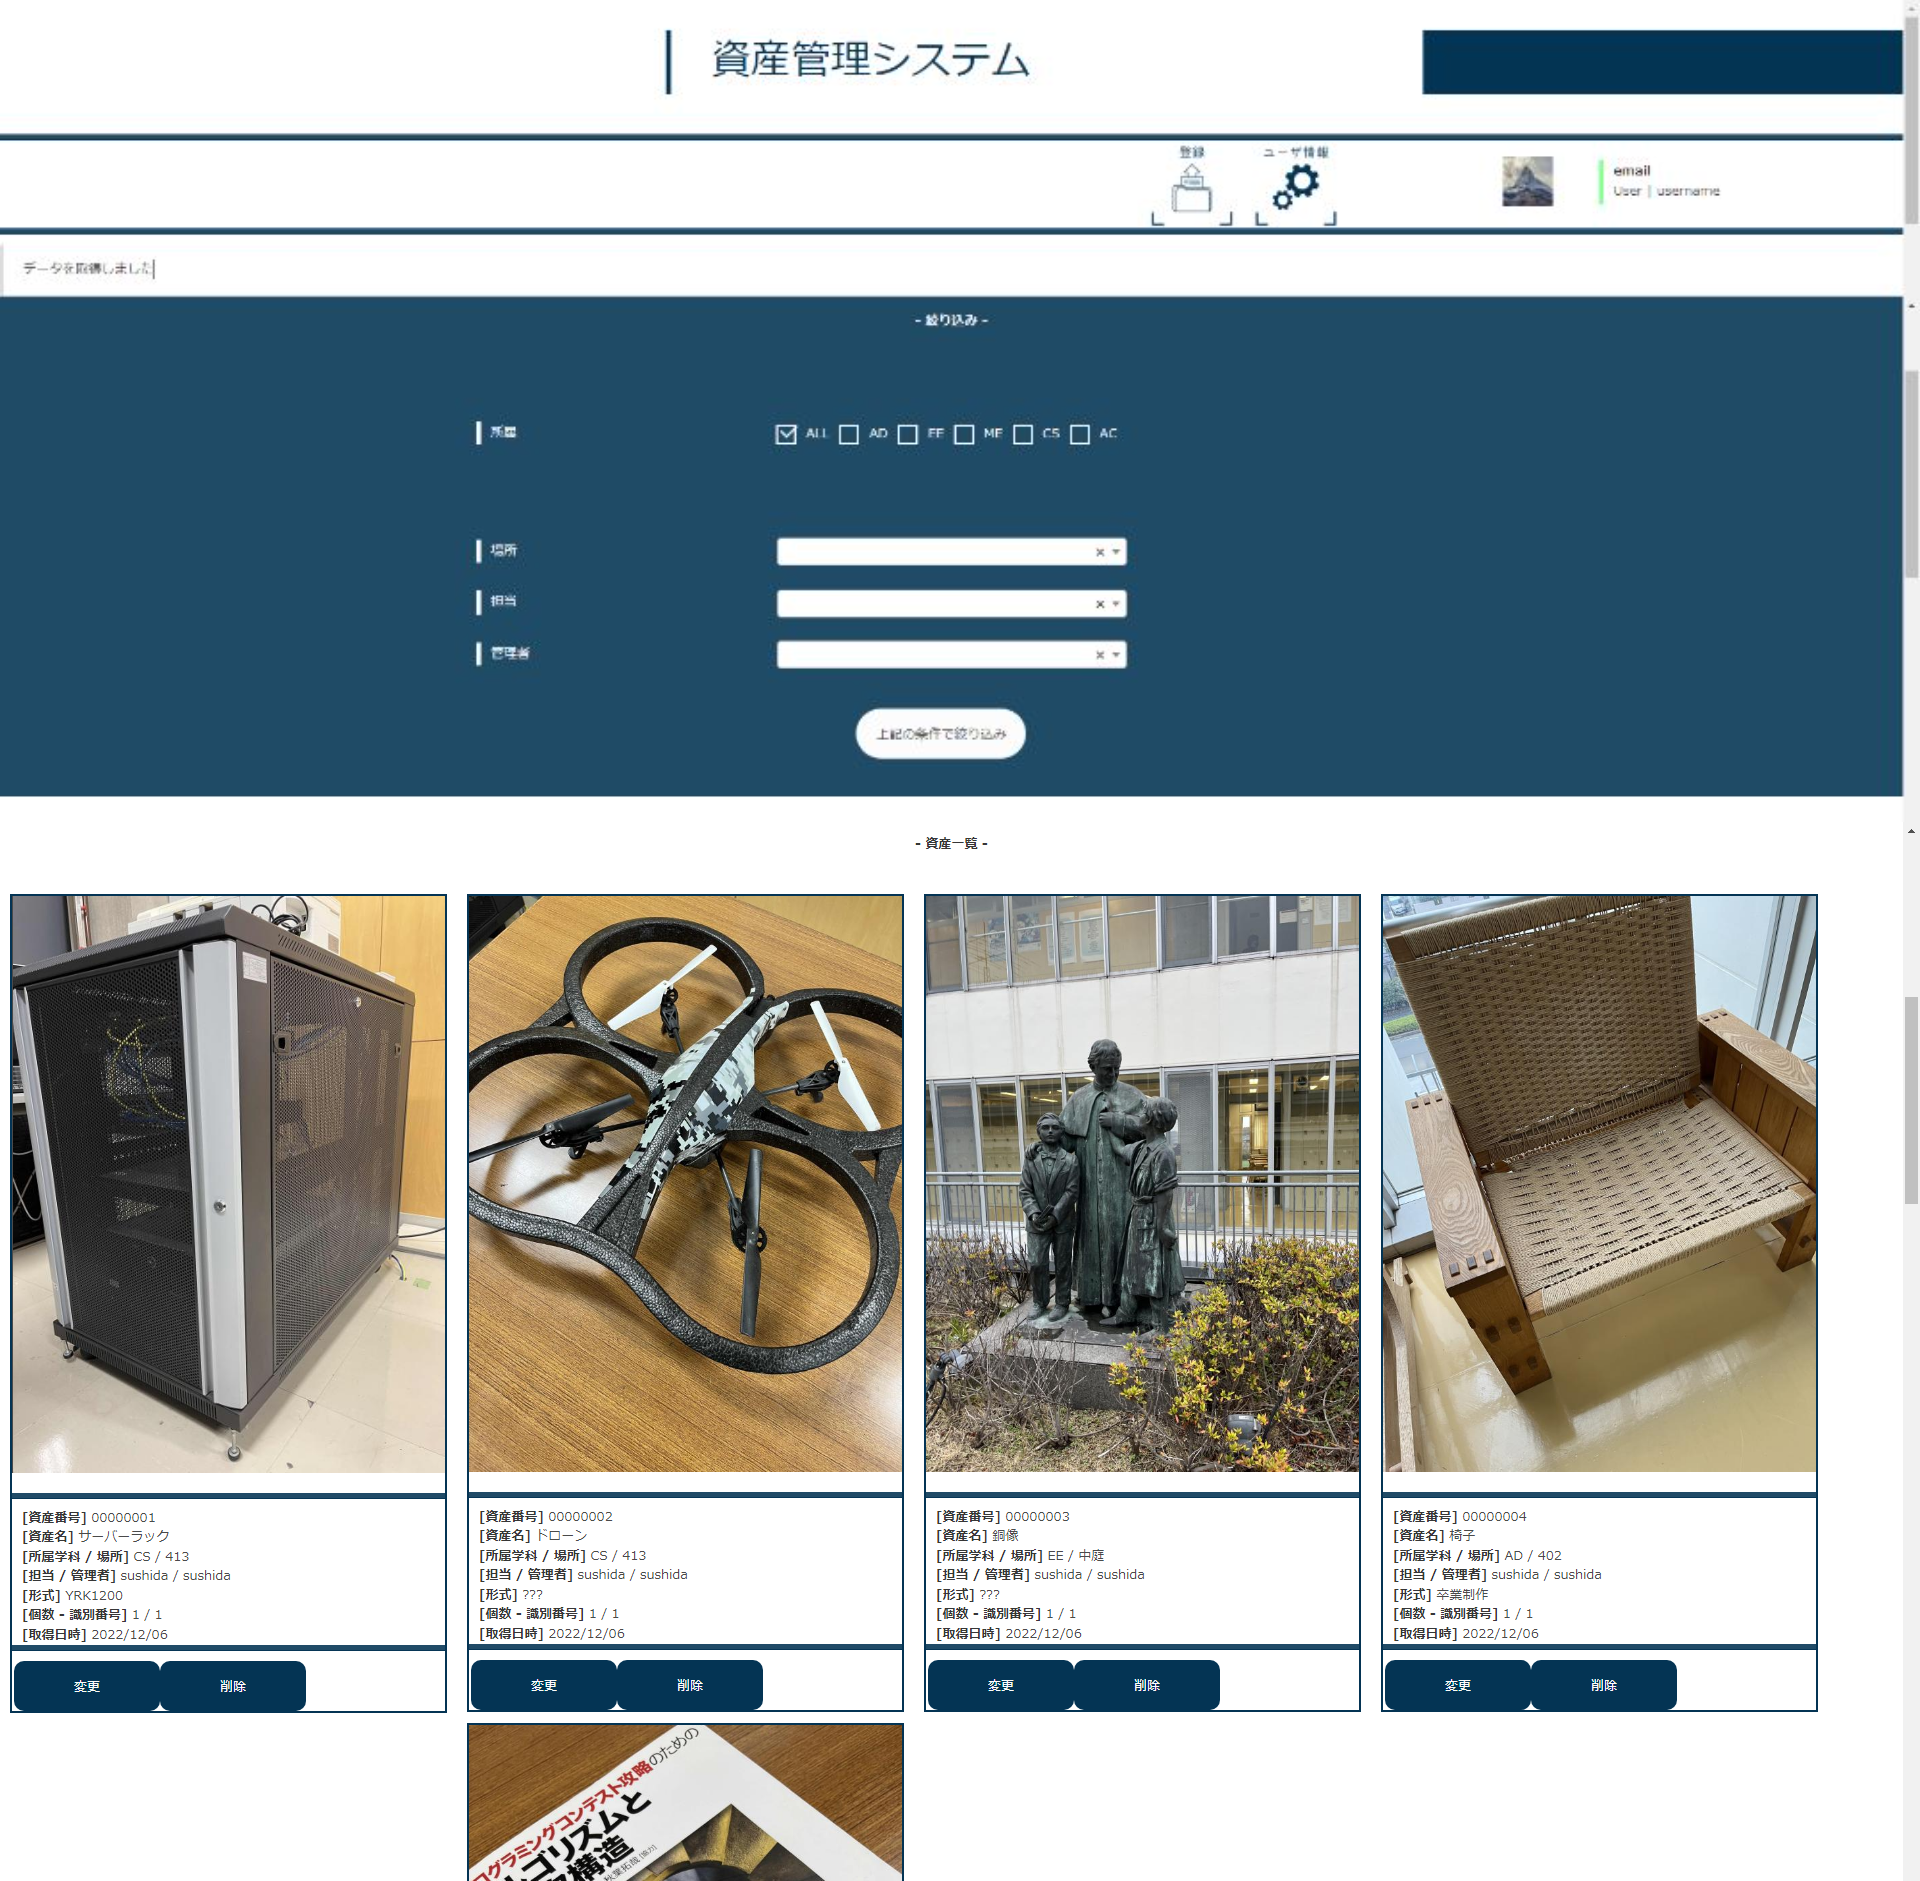 資産管理システム
登録
ユーザ情報
email
User | username
データを取得しました
- 絞り込み -
所属
ALL AD EE ME CS AC
場所
担当
管理者
上記の条件で絞り込み
- 資産一覧 -
[資産番号] 00000001
[資産名] サーバーラック
[所属学科 / 場所] CS / 413
[担当 / 管理者] sushida / sushida
[形式] YRK1200
[個数 - 識別番号] 1 / 1
[取得日時] 2022/12/06
変更 削除
[資産番号] 00000002
[資産名] ドローン
[所属学科 / 場所] CS / 413
[担当 / 管理者] sushida / sushida
[形式] ???
[個数 - 識別番号] 1 / 1
[取得日時] 2022/12/06
変更 削除
[資産番号] 00000003
[資産名] 銅像
[所属学科 / 場所] EE / 中庭
[担当 / 管理者] sushida / sushida
[形式] ???
[個数 - 識別番号] 1 / 1
[取得日時] 2022/12/06
変更 削除
[資産番号] 00000004
[資産名] 椅子
[所属学科 / 場所] AD / 402
[担当 / 管理者] sushida / sushida
[形式] 卒業制作
[個数 - 識別番号] 1 / 1
[取得日時] 2022/12/06
変更 削除
ログラミングコンテスト攻略のための
ゴリズムと
構造
秋葉拓哉 [協力]